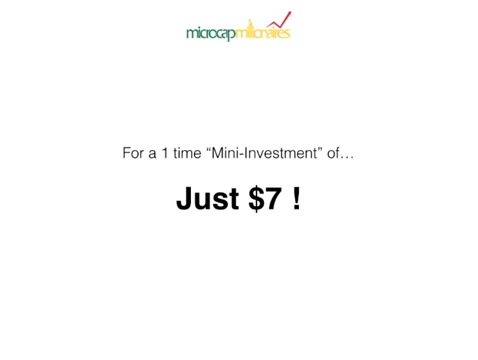 microcapmillionaires
For a 1 time “Mini-Investment” of…
Just $7 !